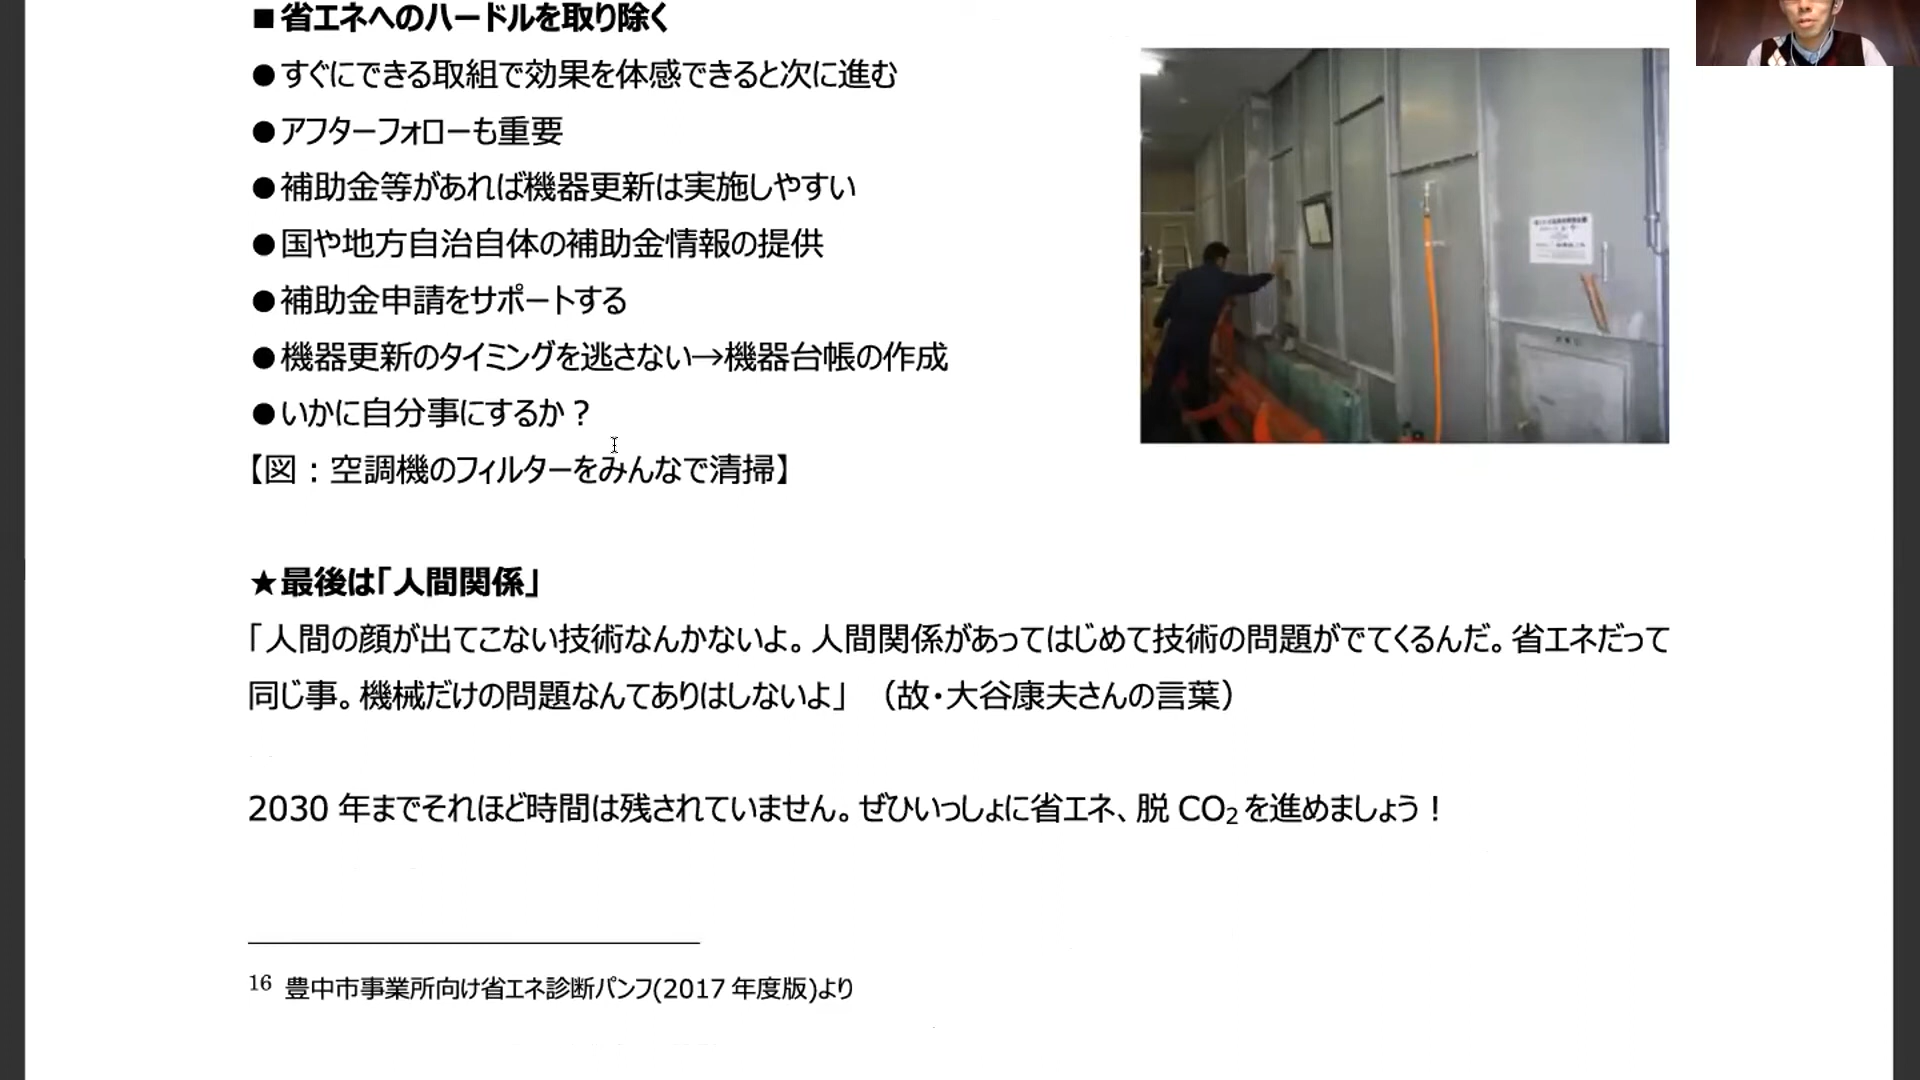 ■省エネへのハードルを取り除く
●すぐにできる取組で効果を体感できると次に進む
●アフターフォローも重要
●補助金等があれば機器更新は実施しやすい
●国や地方自治自体の補助金情報の提供
●補助金申請をサポートする
●機器更新のタイミングを逃さない→機器台帳の作成
●いかに自分事にするか？
【図：空調機のフィルターをみんなで清掃】
★最後は「人間関係」
「人間の顔が出てこない技術なんかないよ。人間関係があってはじめて技術の問題がでてくるんだ。省エネだって
同じ事。機械だけの問題なんてありはしないよ」（故・大谷康夫さんの言葉）
2030 年までそれほど時間は残されていません。ぜひいっしょに省エネ、脱 CO₂を進めましょう！
16 豊中市事業所向け省エネ診断パンフ(2017 年度版)より